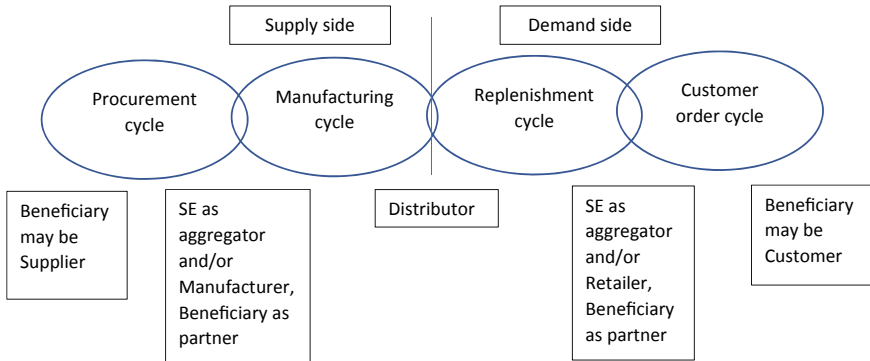 Supply side
Demand side
Procurement
cycle
Manufacturing
cycle
Replenishment
cycle
Customer
order cycle
Beneficiary
may be
Supplier
SE as
aggregator
and/or
Manufacturer,
Beneficiary as
partner
Distributor
SE as
aggregator
and/or
Retailer,
Beneficiary
as partner
Beneficiary
may be
Customer